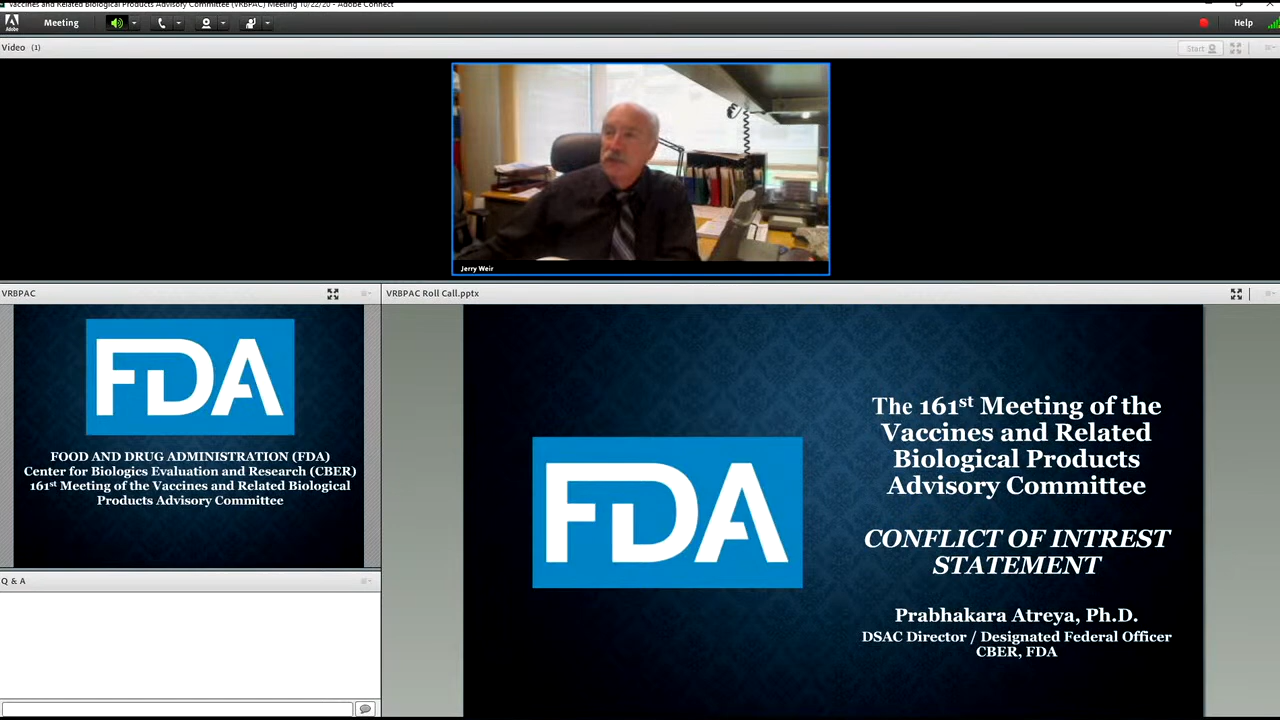 Vaccines and Related Biological Products Advisory Committee (VRBPAC) Meeting 10/22/20 - Adobe Connect
Adobe
Meeting
Help
Video (1)
Start
Jerry Weir
VRBPAC
FDA
FOOD AND DRUG ADMINISTRATION (FDA)
Center for Biologics Evaluation and Research (CBER)
161st Meeting of the Vaccines and Related Biological
Products Advisory Committee
Q & A
VRBPAC Roll Call.pptx
FDA
The 161st Meeting of the
Vaccines and Related
Biological Products
Advisory Committee
CONFLICT OF INTREST
STATEMENT
Prabhakara Atreya, Ph.D.
DSAC Director / Designated Federal Officer
CBER, FDA